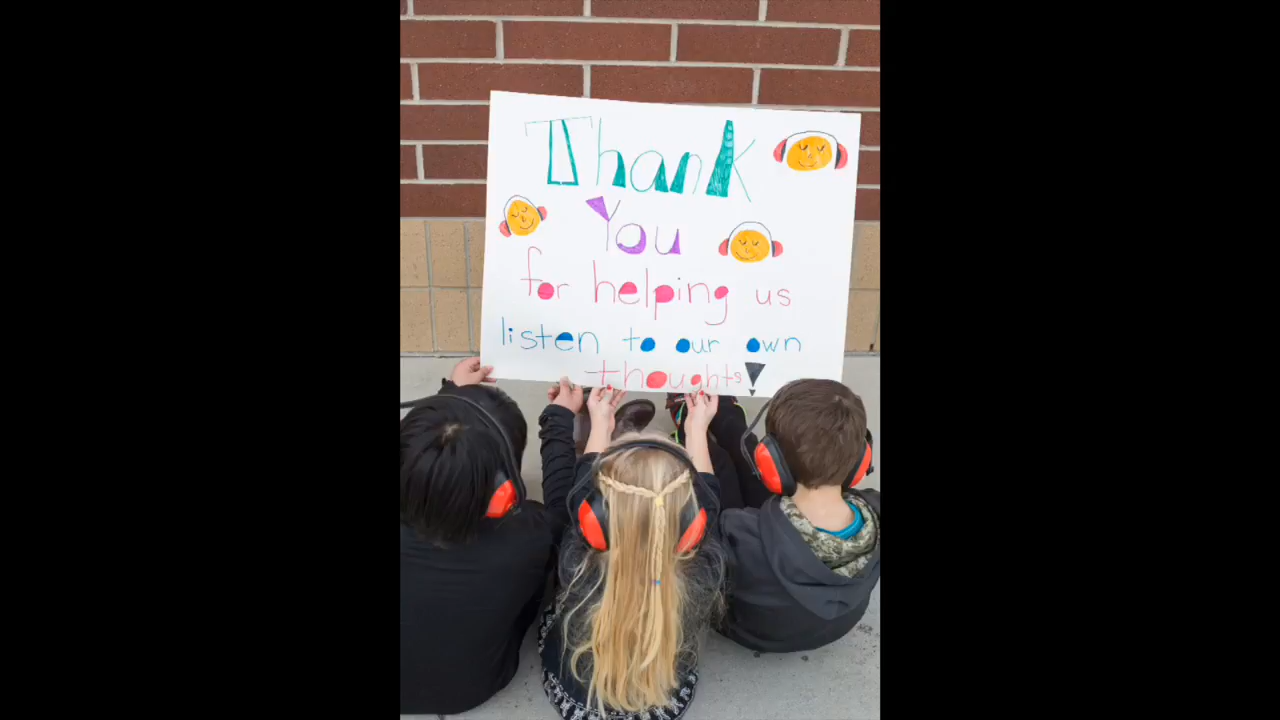 Thank
You
for helping us
listen to our own
thoughts!